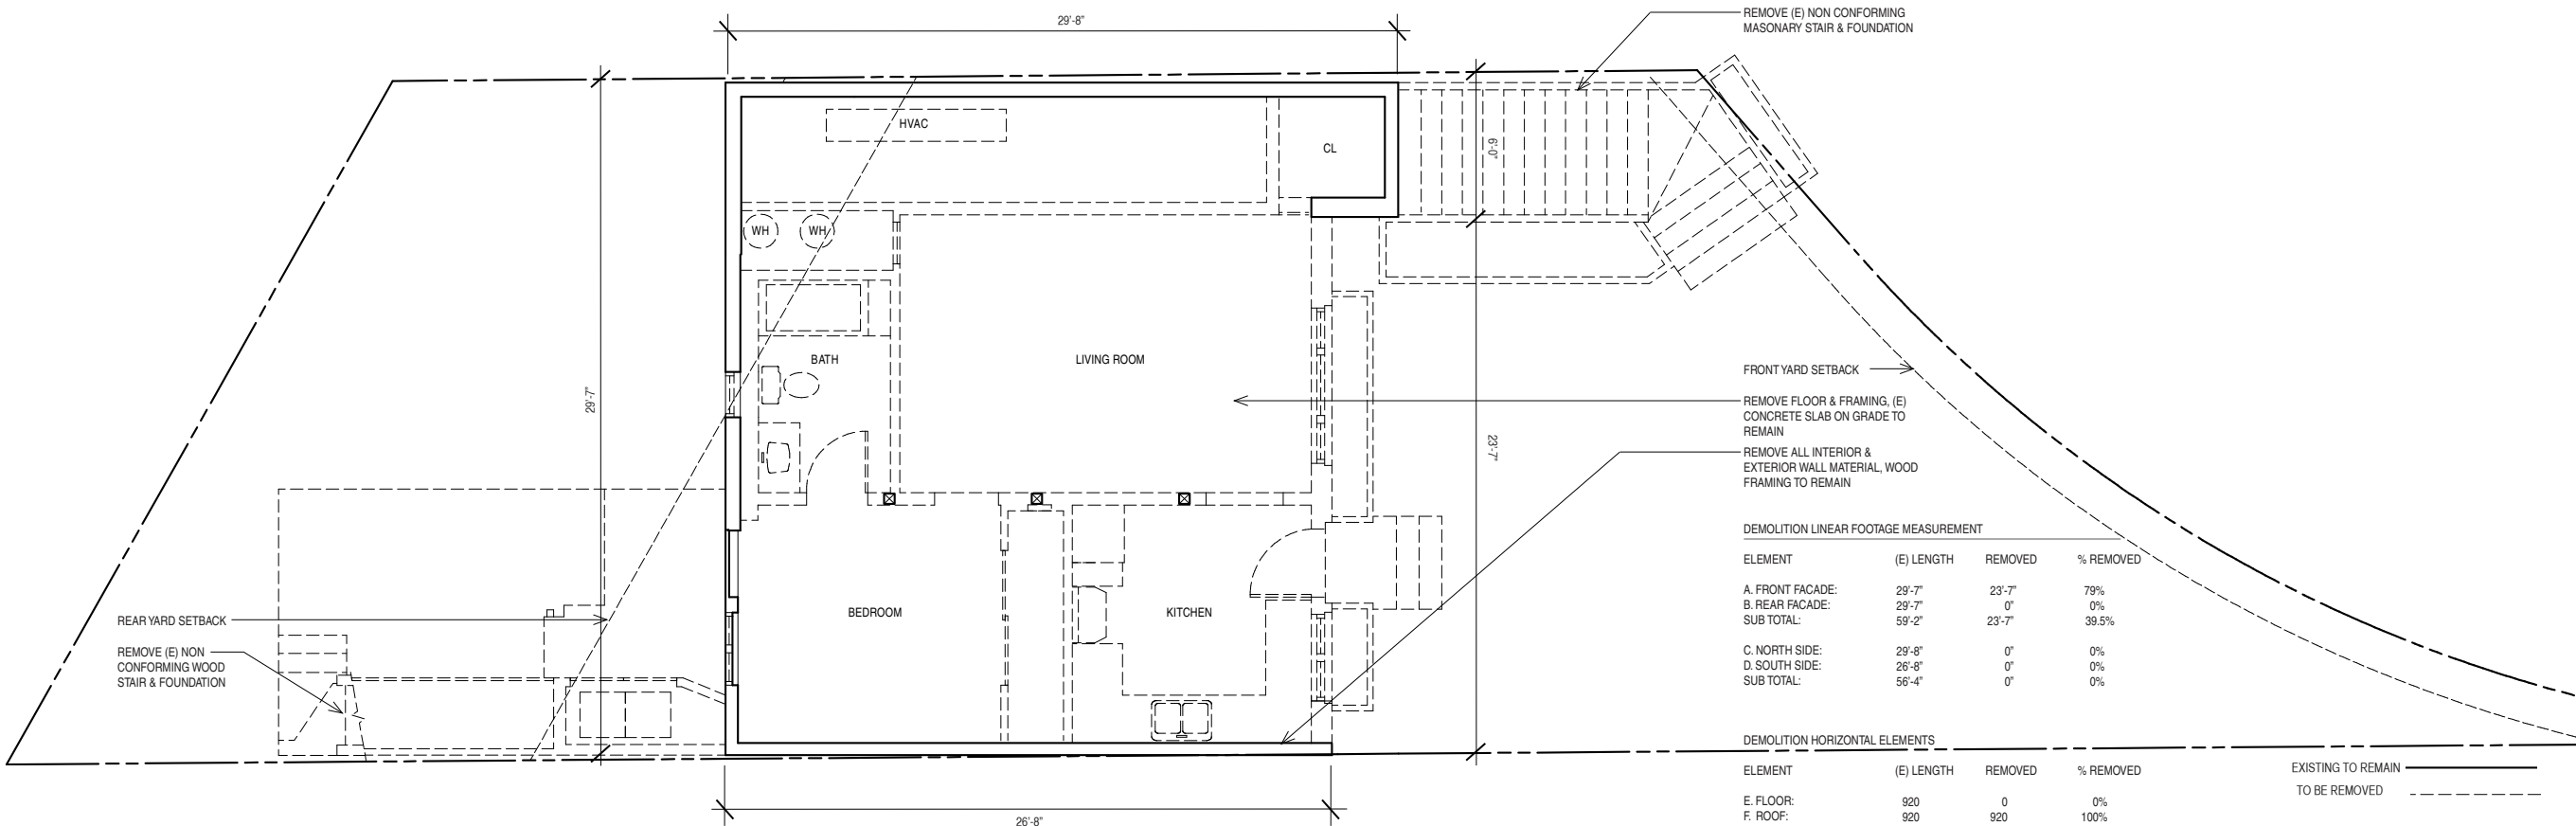 29'-8"
REMOVE (E) NON CONFORMING
MASONARY STAIR & FOUNDATION
HVAC
CL
6'-0"
WH
WH
BATH
LIVING ROOM
29'-7"
FRONT YARD SETBACK
REMOVE FLOOR & FRAMING, (E)
CONCRETE SLAB ON GRADE TO
REMAIN
23'-7"
REMOVE ALL INTERIOR &
EXTERIOR WALL MATERIAL, WOOD
FRAMING TO REMAIN
BEDROOM
KITCHEN
REAR YARD SETBACK
REMOVE (E) NON
CONFORMING WOOD
STAIR & FOUNDATION
DEMOLITION LINEAR FOOTAGE MEASUREMENT
ELEMENT (E) LENGTH REMOVED % REMOVED
A. FRONT FACADE: 29'-7" 23'-7" 79%
B. REAR FACADE: 29'-7" 0" 0%
SUB TOTAL: 59'-2" 23'-7" 39.5%
C. NORTH SIDE: 29'-8" 0" 0%
D. SOUTH SIDE: 26'-8" 0" 0%
SUB TOTAL: 56'-4" 0" 0%
DEMOLITION HORIZONTAL ELEMENTS
ELEMENT (E) LENGTH REMOVED % REMOVED
E. FLOOR: 920 0 0%
F. ROOF: 920 920 100%
EXISTING TO REMAIN
TO BE REMOVED
26'-8"